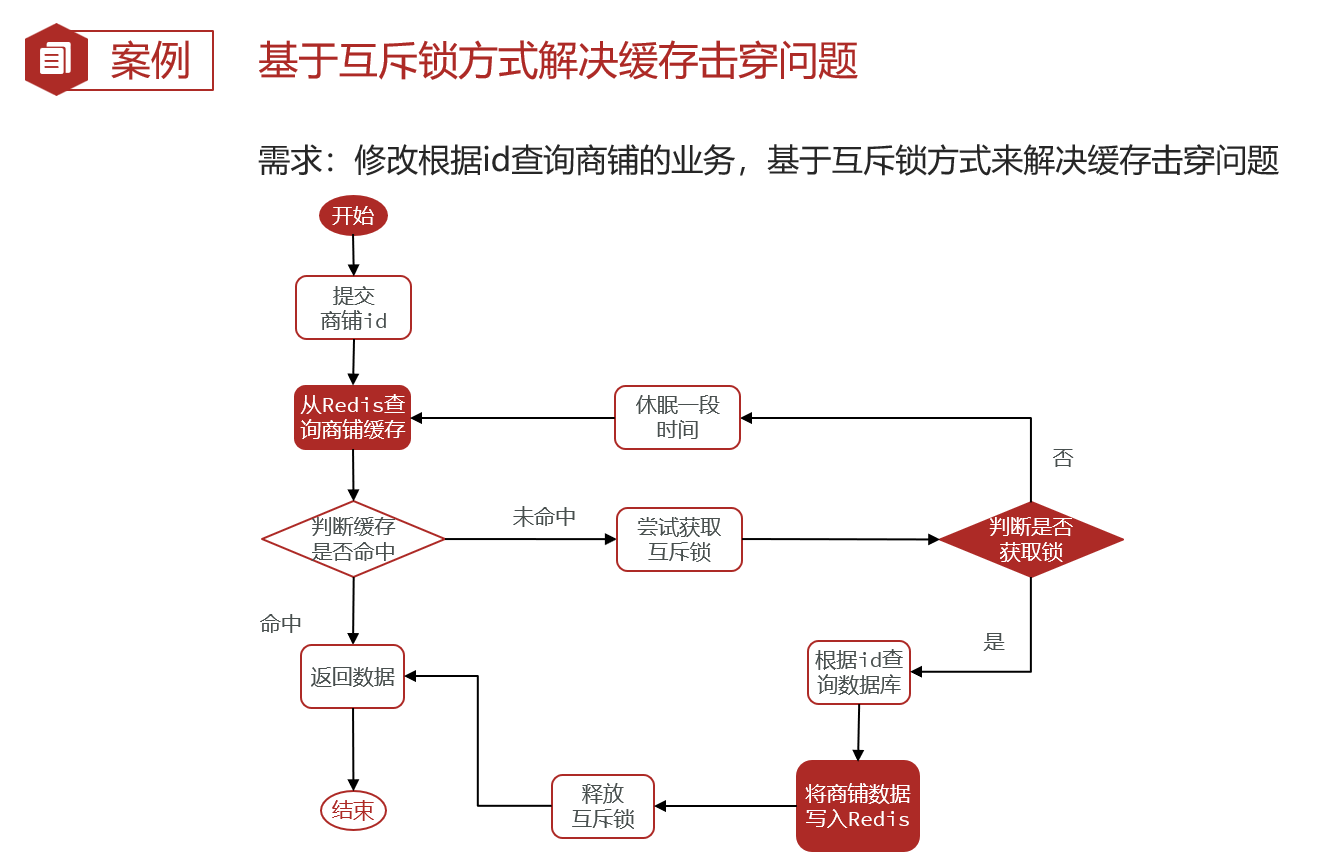 案例
基于互斥锁方式解决缓存击穿问题
需求：修改根据id查询商铺的业务，基于互斥锁方式来解决缓存击穿问题
开始
提交
商铺id
从Redis查
询商铺缓存
休眠一段
时间
否
判断缓存
是否命中
未命中
尝试获取
互斥锁
判断是否
获取锁
命中
是
返回数据
根据id查
询数据库
结束
释放
互斥锁
将商铺数据
写入Redis